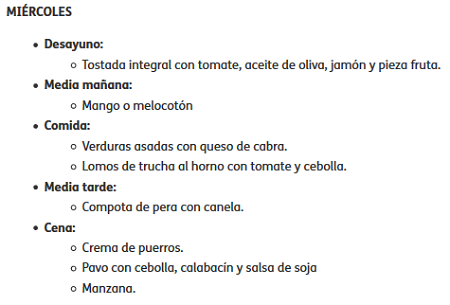 MIÉRCOLES
Desayuno:
Tostada integral con tomate, aceite de oliva, jamón y pieza fruta.
Media mañana:
Mango o melocotón
Comida:
Verduras asadas con queso de cabra.
Lomos de trucha al horno con tomate y cebolla.
Media tarde:
Compota de pera con canela.
Cena:
Crema de puerros.
Pavo con cebolla, calabacín y salsa de soja
Manzana.